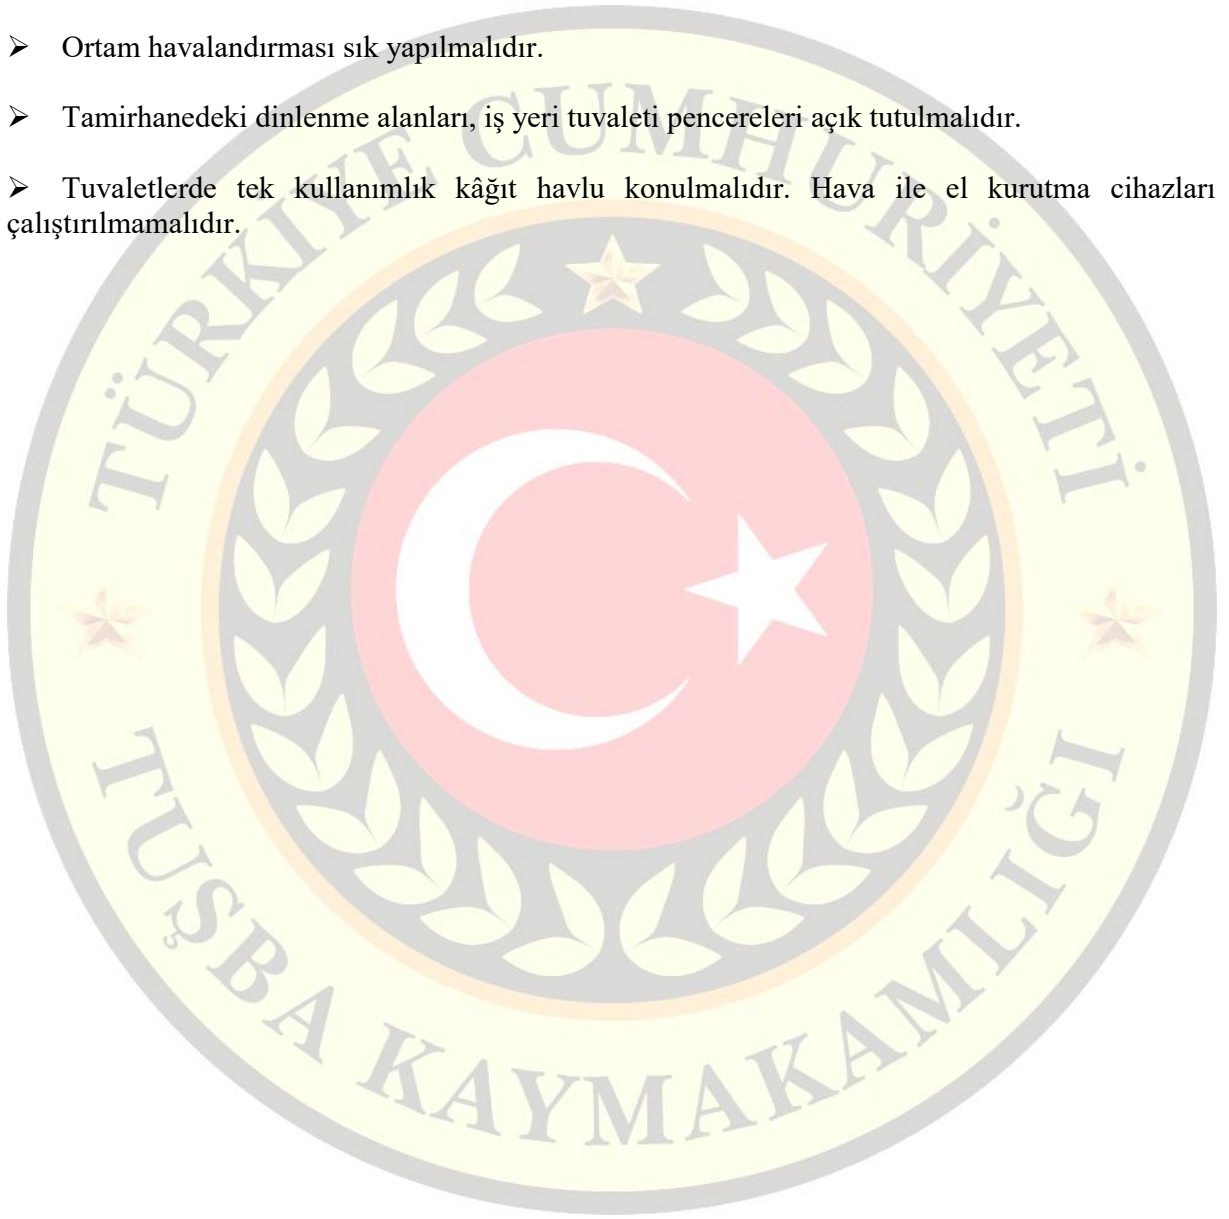 ➢ Ortam havalandırması sık yapılmalıdır.
➢ Tamirhanedeki dinlenme alanları, iş yeri tuvaleti pencereleri açık tutulmalıdır.
➢ Tuvaletlerde tek kullanımlık kâğıt havlu konulmalıdır. Hava ile el kurutma cihazları
çalıştırılmamalıdır.
TÜRKİYE CUMHURİYETİ
TUŞBA KAYMAKAMLIĞI